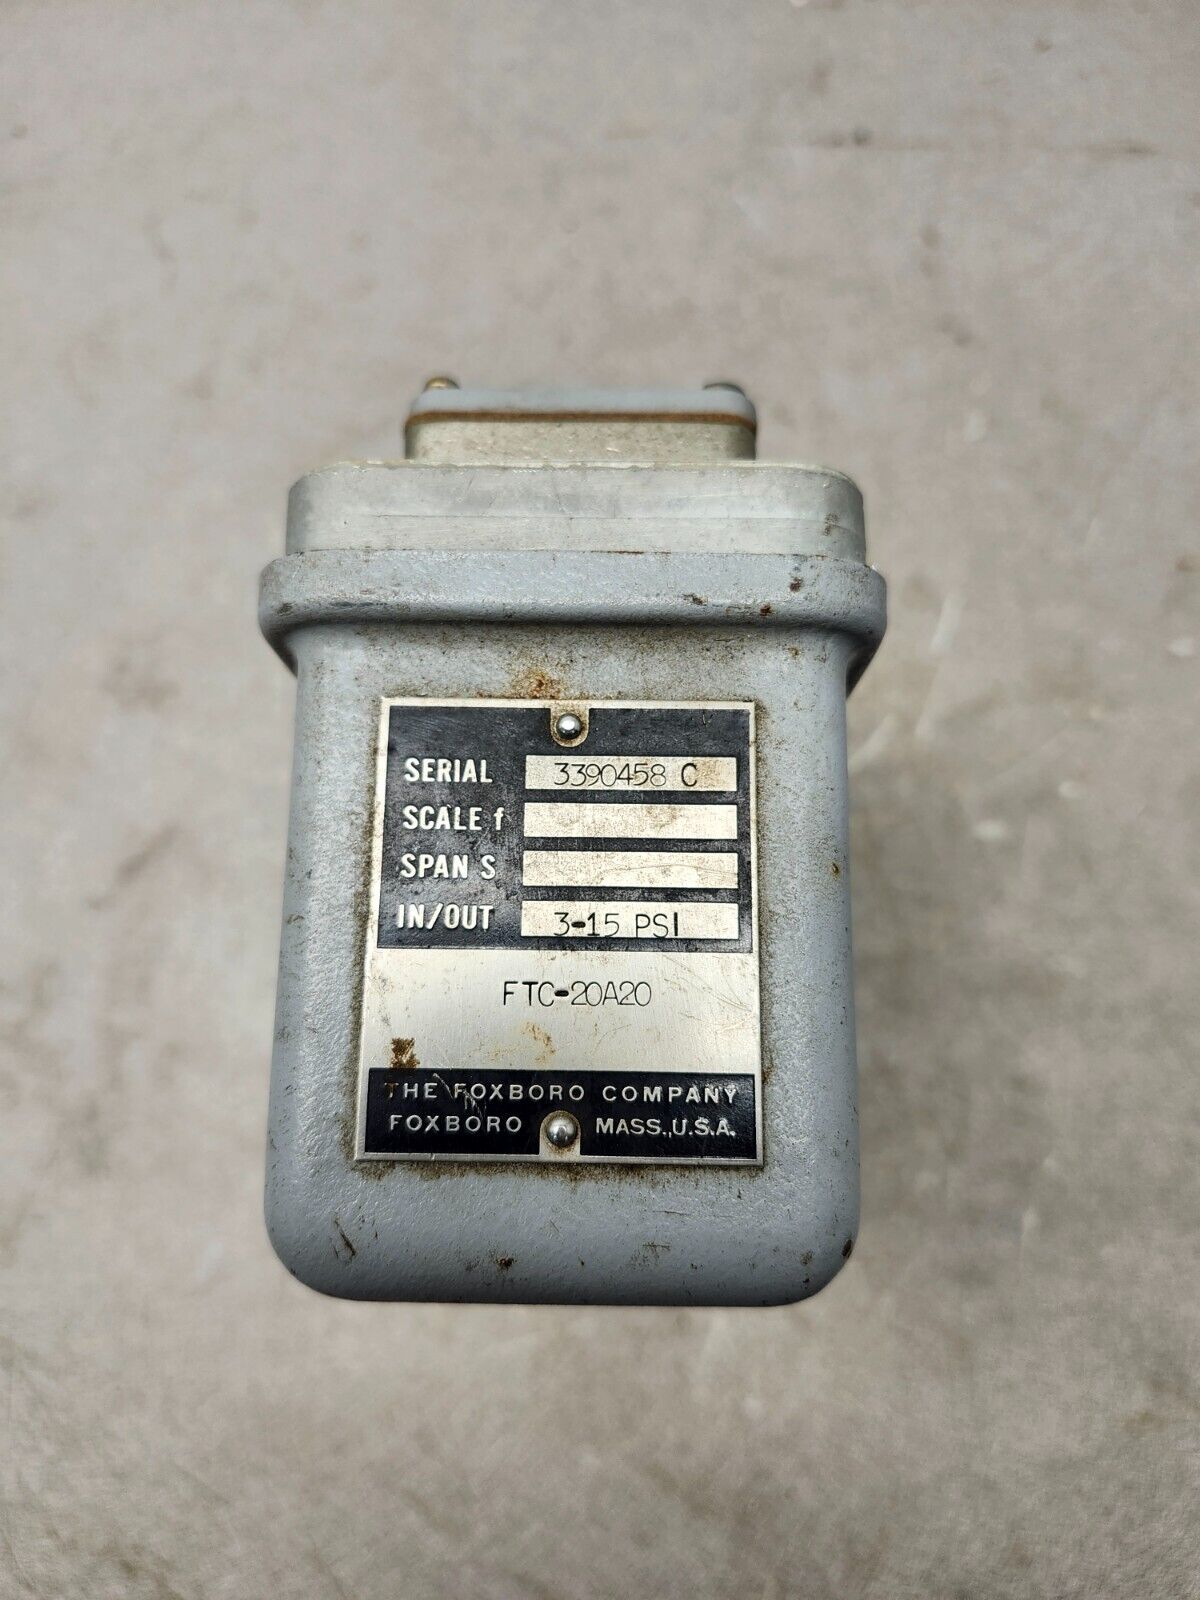 SERIAL 3390458 C
SCALE f
SPAN S
IN/OUT 3-15 PSI
FTC-20A20
THE FOXBORO COMPANY
FOXBORO MASS.,U.S.A.